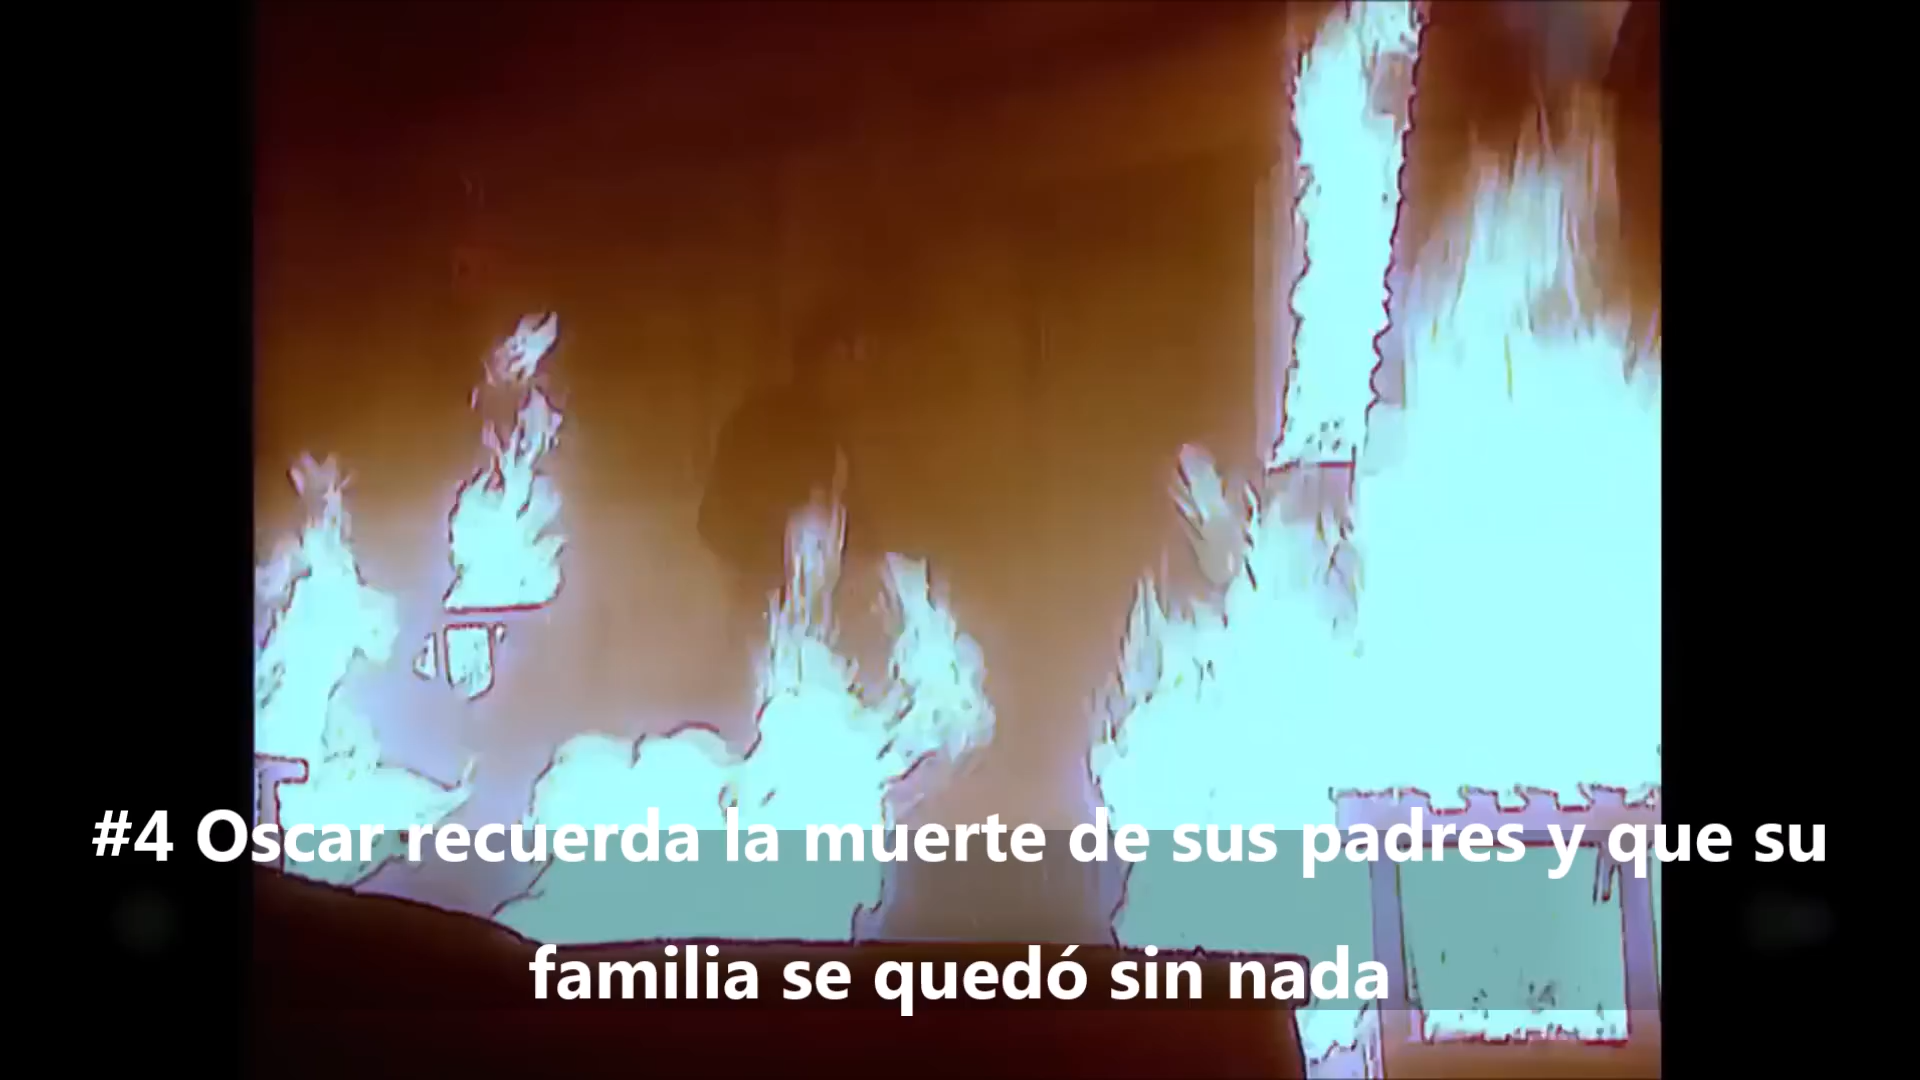 #4 Oscar recuerda la muerte de sus padres y que su
familia se quedó sin nada